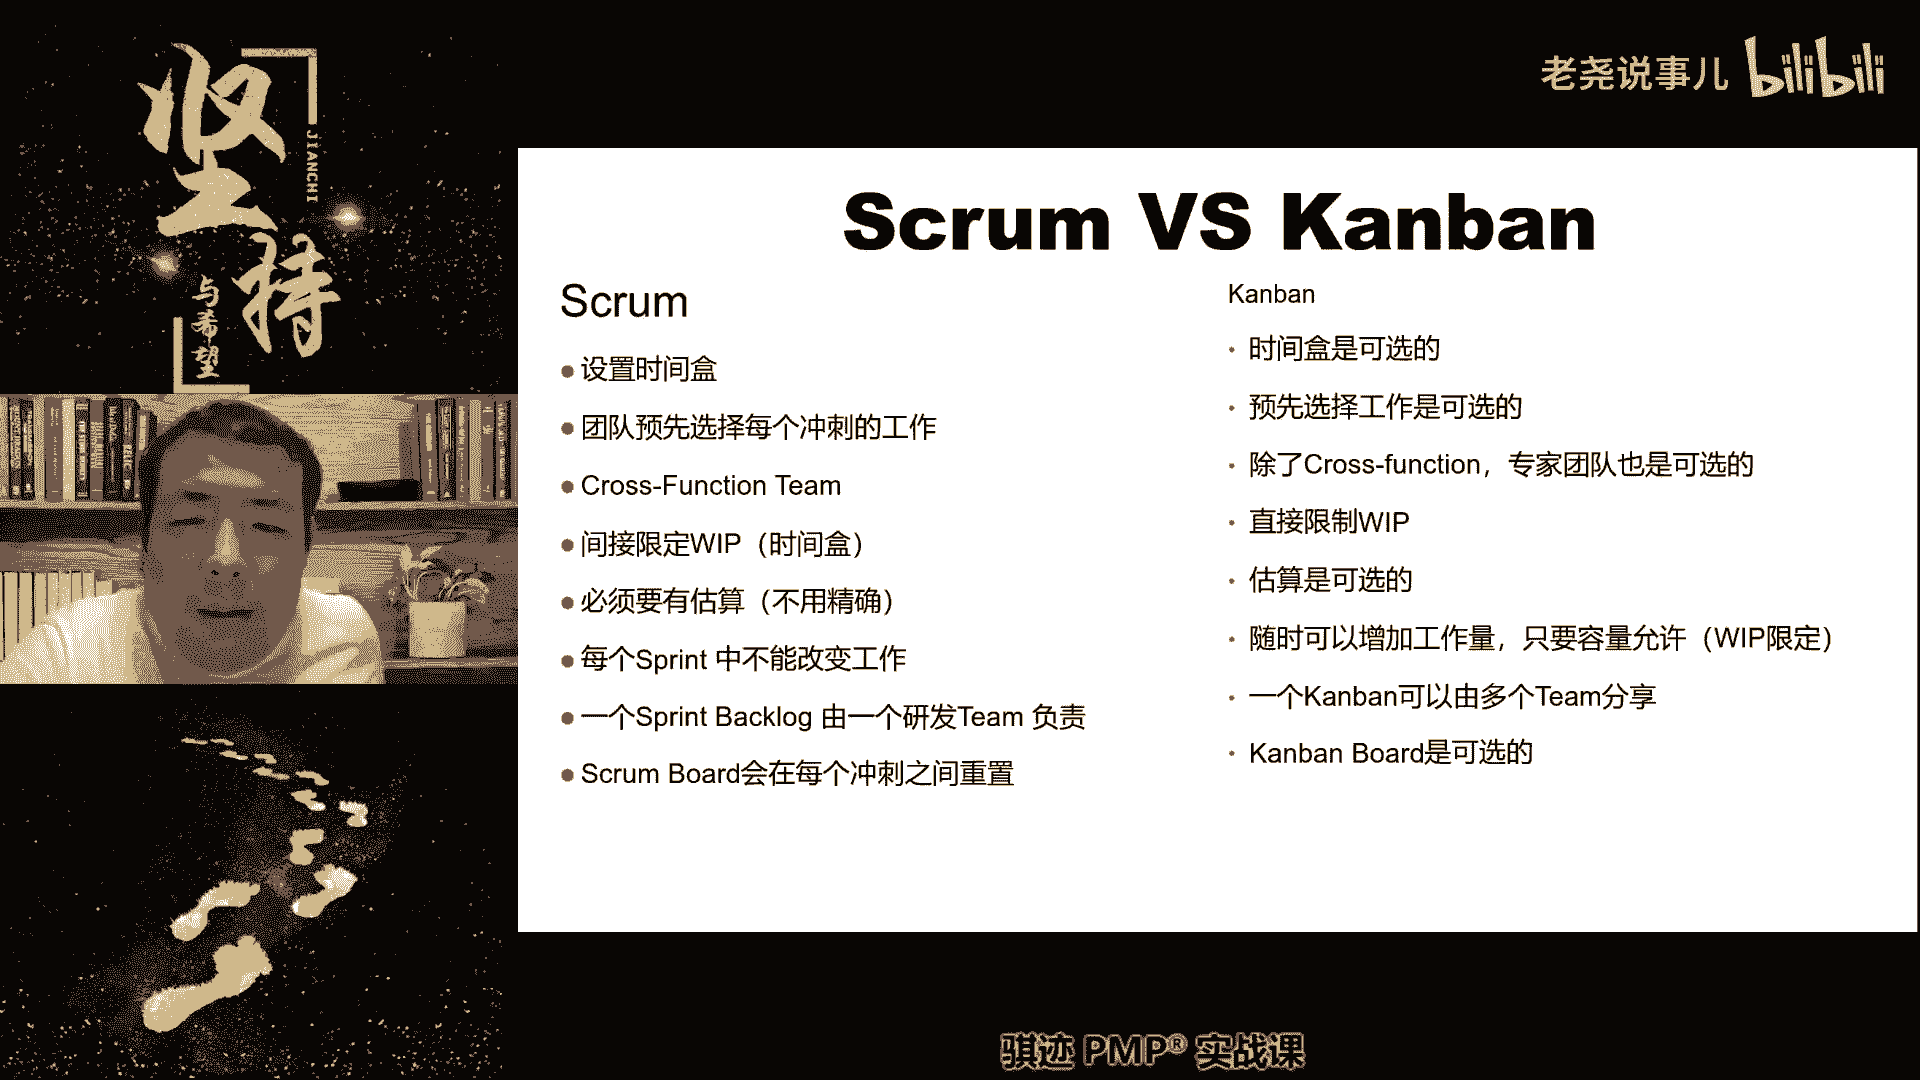 坚持
JIANCHI
与希望
老尧说事儿 bilibili
Scrum VS Kanban
Scrum
设置时间盒
团队预先选择每个冲刺的工作
Cross-Function Team
间接限定WIP（时间盒）
必须要有估算（不用精确）
每个Sprint 中不能改变工作
一个Sprint Backlog 由一个研发Team 负责
Scrum Board会在每个冲刺之间重置
Kanban
时间盒是可选的
预先选择工作是可选的
除了Cross-function，专家团队也是可选的
直接限制WIP
估算是可选的
随时可以增加工作量，只要容量允许（WIP限定）
一个Kanban可以由多个Team分享
Kanban Board是可选的
骐迹 PMP® 实战课